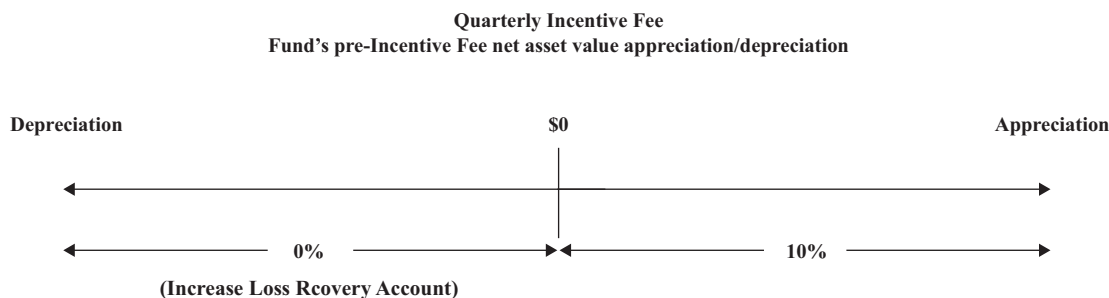 Quarterly Incentive Fee
Fund’s pre-Incentive Fee net asset value appreciation/depreciation
Depreciation $0 Appreciation
0% 10%
(Increase Loss Rcovery Account)